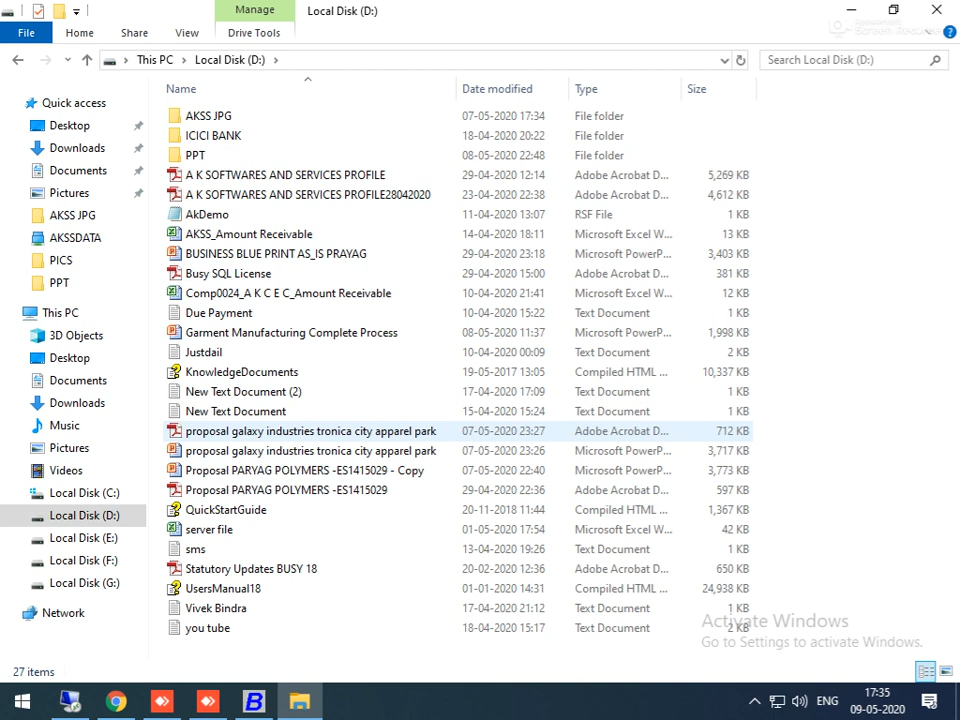 Manage
Local Disk (D:)
File
Home
Share
View
Drive Tools
This PC > Local Disk (D:) >
Search Local Disk (D:)
Name
Date modified
Type
Size
Quick access
Desktop
Downloads
Documents
Pictures
AKSS JPG
AKSSDATA
PICS
PPT
This PC
3D Objects
Desktop
Documents
Downloads
Music
Pictures
Videos
Local Disk (C:)
Local Disk (D:)
Local Disk (E:)
Local Disk (F:)
Local Disk (G:)
Network
AKSS JPG 07-05-2020 17:34 File folder
ICICI BANK 18-04-2020 20:22 File folder
PPT 08-05-2020 22:48 File folder
A K SOFTWARES AND SERVICES PROFILE 29-04-2020 12:14 Adobe Acrobat D... 5,269 KB
A K SOFTWARES AND SERVICES PROFILE28042020 23-04-2020 22:38 Adobe Acrobat D... 4,612 KB
AkDemo 11-04-2020 13:07 RSF File 1 KB
AKSS_Amount Receivable 14-04-2020 18:11 Microsoft Excel W... 13 KB
BUSINESS BLUE PRINT AS_IS PRAYAG 29-04-2020 23:18 Microsoft PowerP... 3,403 KB
Busy SQL License 29-04-2020 15:00 Adobe Acrobat D... 381 KB
Comp0024_A K C E C_Amount Receivable 10-04-2020 21:41 Microsoft Excel W... 12 KB
Due Payment 10-04-2020 15:22 Text Document 1 KB
Garment Manufacturing Complete Process 08-05-2020 11:37 Microsoft PowerP... 1,998 KB
Justdail 10-04-2020 00:09 Text Document 2 KB
KnowledgeDocuments 19-05-2017 13:05 Compiled HTML ... 10,337 KB
New Text Document (2) 17-04-2020 17:09 Text Document 1 KB
New Text Document 15-04-2020 15:24 Text Document 1 KB
proposal galaxy industries tronica city apparel park 07-05-2020 23:27 Adobe Acrobat D... 712 KB
proposal galaxy industries tronica city apparel park 07-05-2020 23:26 Microsoft PowerP... 3,717 KB
Proposal PARYAG POLYMERS -ES1415029 - Copy 07-05-2020 22:40 Microsoft PowerP... 3,773 KB
Proposal PARYAG POLYMERS -ES1415029 29-04-2020 22:36 Adobe Acrobat D... 597 KB
QuickStartGuide 20-11-2018 11:44 Compiled HTML ... 1,367 KB
server file 01-05-2020 17:54 Microsoft Excel W... 42 KB
sms 13-04-2020 19:26 Text Document 1 KB
Statutory Updates BUSY 18 20-02-2020 12:36 Adobe Acrobat D... 650 KB
UsersManual18 01-01-2020 14:31 Compiled HTML ... 24,938 KB
Vivek Bindra 17-04-2020 21:12 Text Document 1 KB
you tube 18-04-2020 15:17 Text Document 2 KB
Activate Windows
Go to Settings to activate Windows.
27 items
B
ENG
17:35
09-05-2020